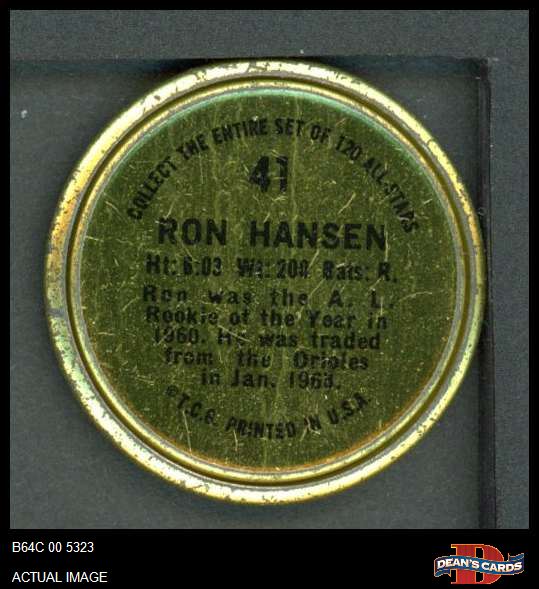 COLLECT THE ENTIRE SET OF 120 ALL-STARS
41
RON HANSEN
Ht: 6:03 Wt: 200 Bats: R.
Ron was the A. L.
Rookie of the Year in
1960. He was traded
from the Orioles
in Jan. 1963.
© T.C.G. PRINTED IN U.S.A.
B64C 00 5323
ACTUAL IMAGE
D
DEAN'S CARDS